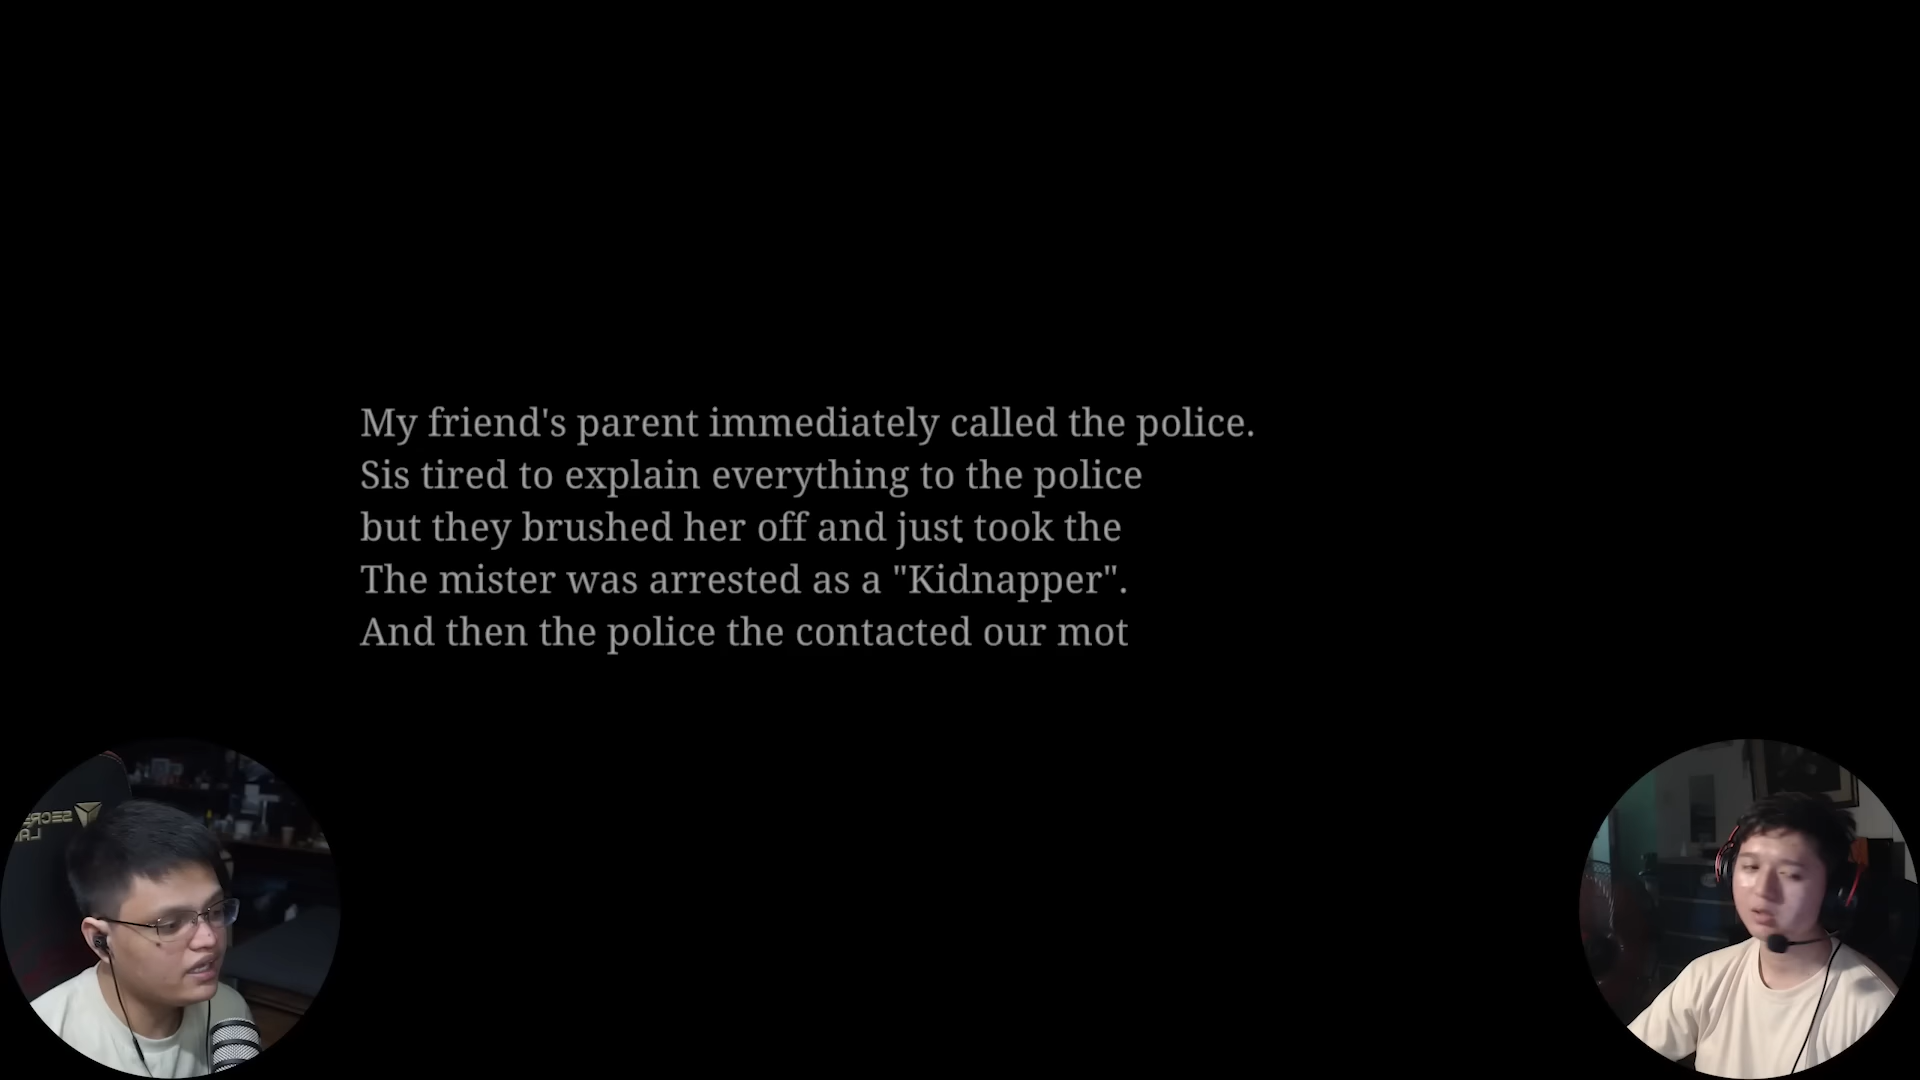 My friend's parent immediately called the police.
Sis tired to explain everything to the police
but they brushed her off and just took the
The mister was arrested as a "Kidnapper".
And then the police the contacted our mot